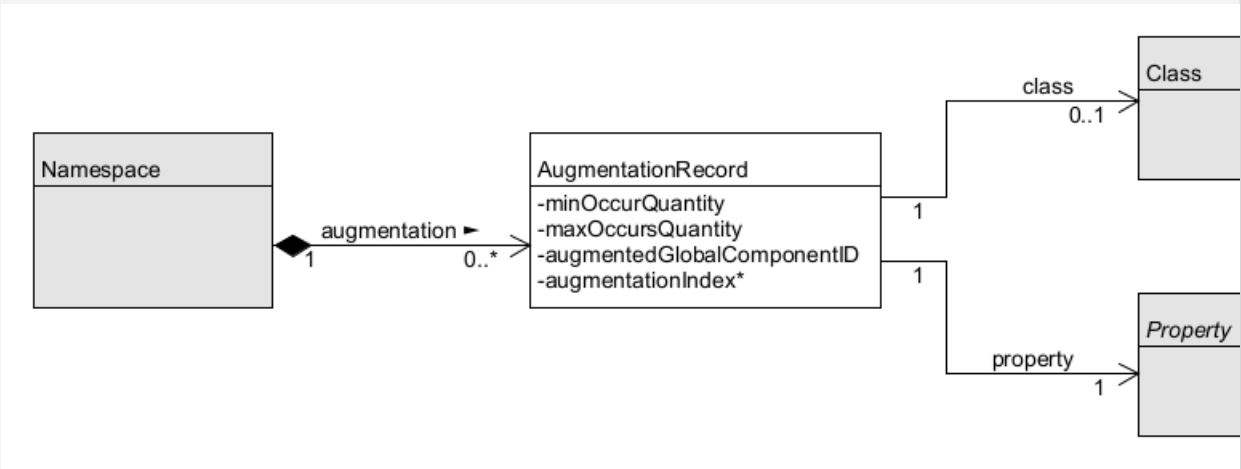 Class
class
0..1
Namespace
AugmentationRecord
-minOccurQuantity
-maxOccursQuantity
-augmentedGlobalComponentID
-augmentationIndex*
augmentation ►
1
0..*
1
1
Property
property
1